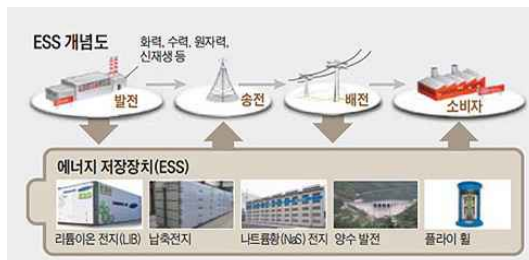 ESS 개념도
화력, 수력, 원자력,
신재생 등
발전
송전
배전
소비자
에너지 저장장치(ESS)
리튬이온 전지(LIB)
납축전지
나트륨황(NaS) 전지
양수 발전
플라이 휠